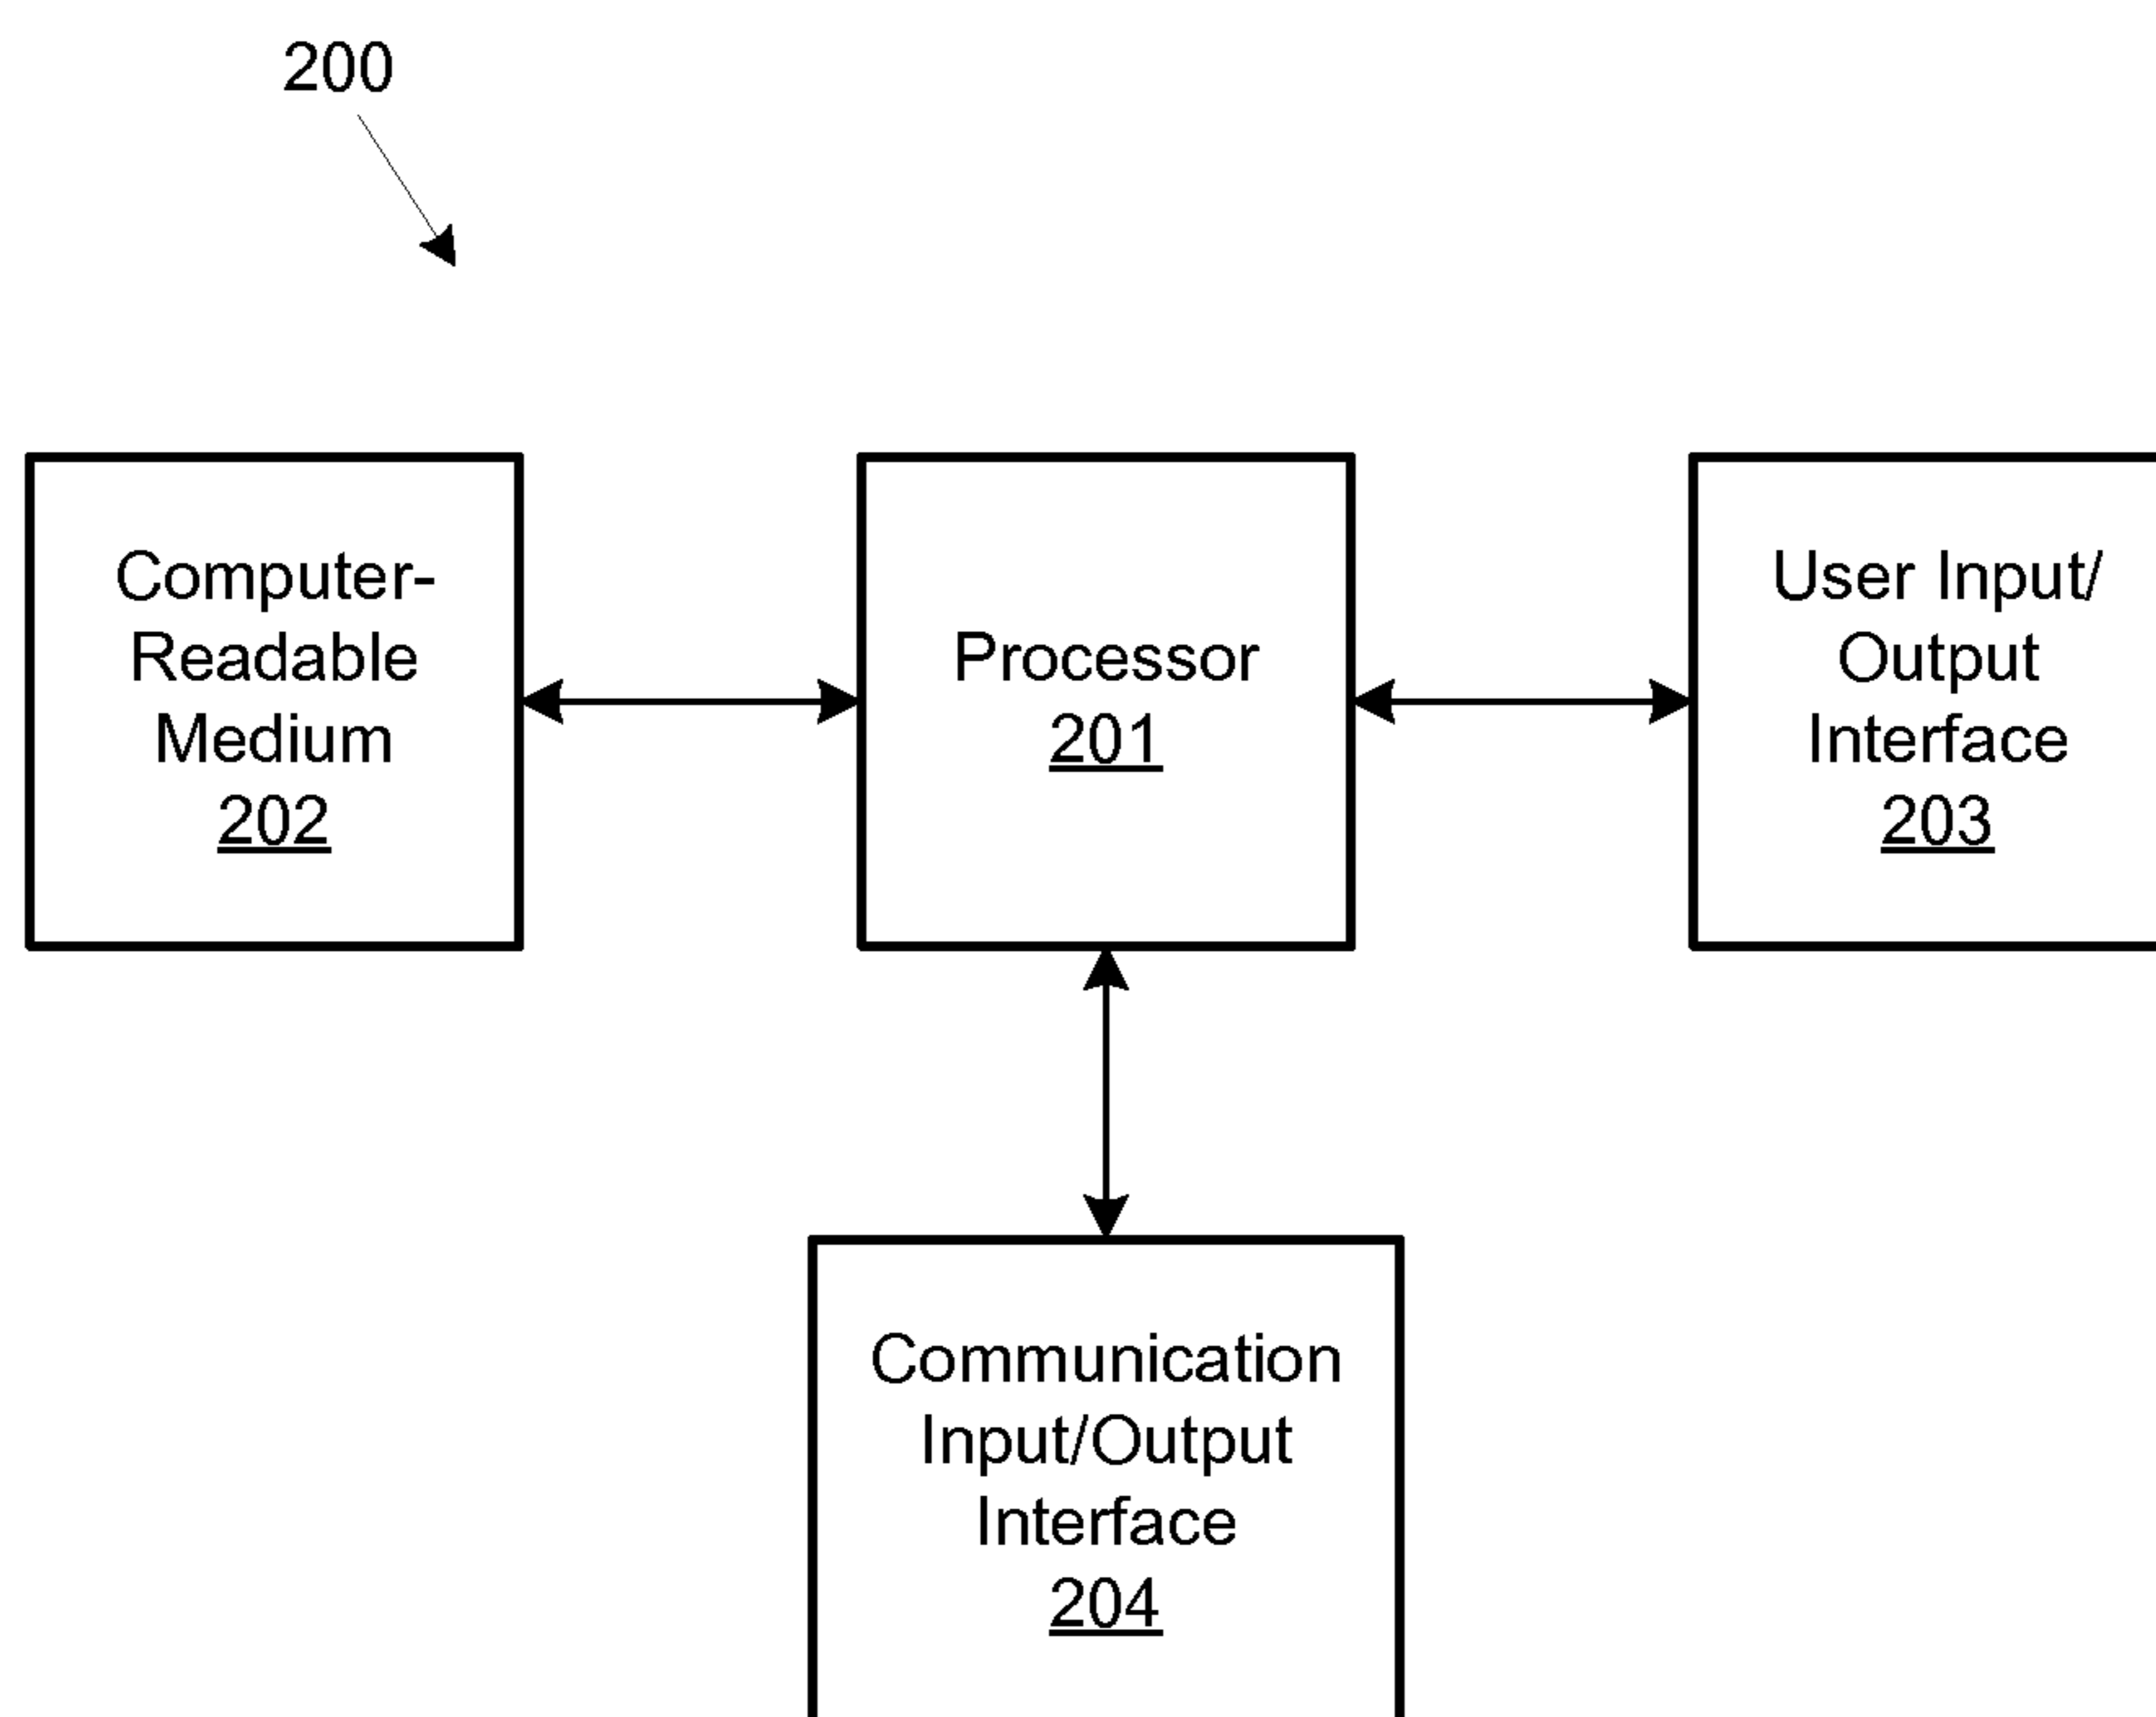 200
Computer-
Readable
Medium
202
Processor
201
User Input/
Output
Interface
203
Communication
Input/Output
Interface
204